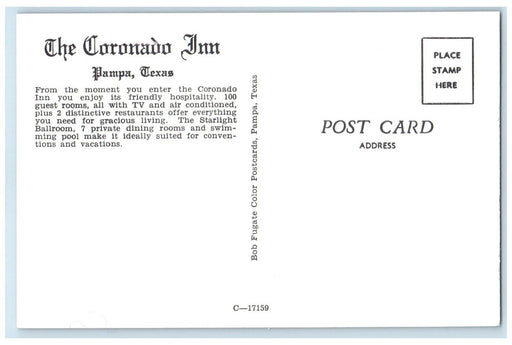 The Coronado Inn
Pampa, Texas
From the moment you enter the Coronado
Inn you enjoy its friendly hospitality. 100
guest rooms, all with TV and air conditioned,
plus 2 distinctive restaurants offer everything
you need for gracious living. The Starlight
Ballroom, 7 private dining rooms and swim-
ming pool make it ideally suited for conven-
tions and vacations.
Bob Fugate Color Postcards, Pampa, Texas
PLACE
STAMP
HERE
POST CARD
ADDRESS
C—17159